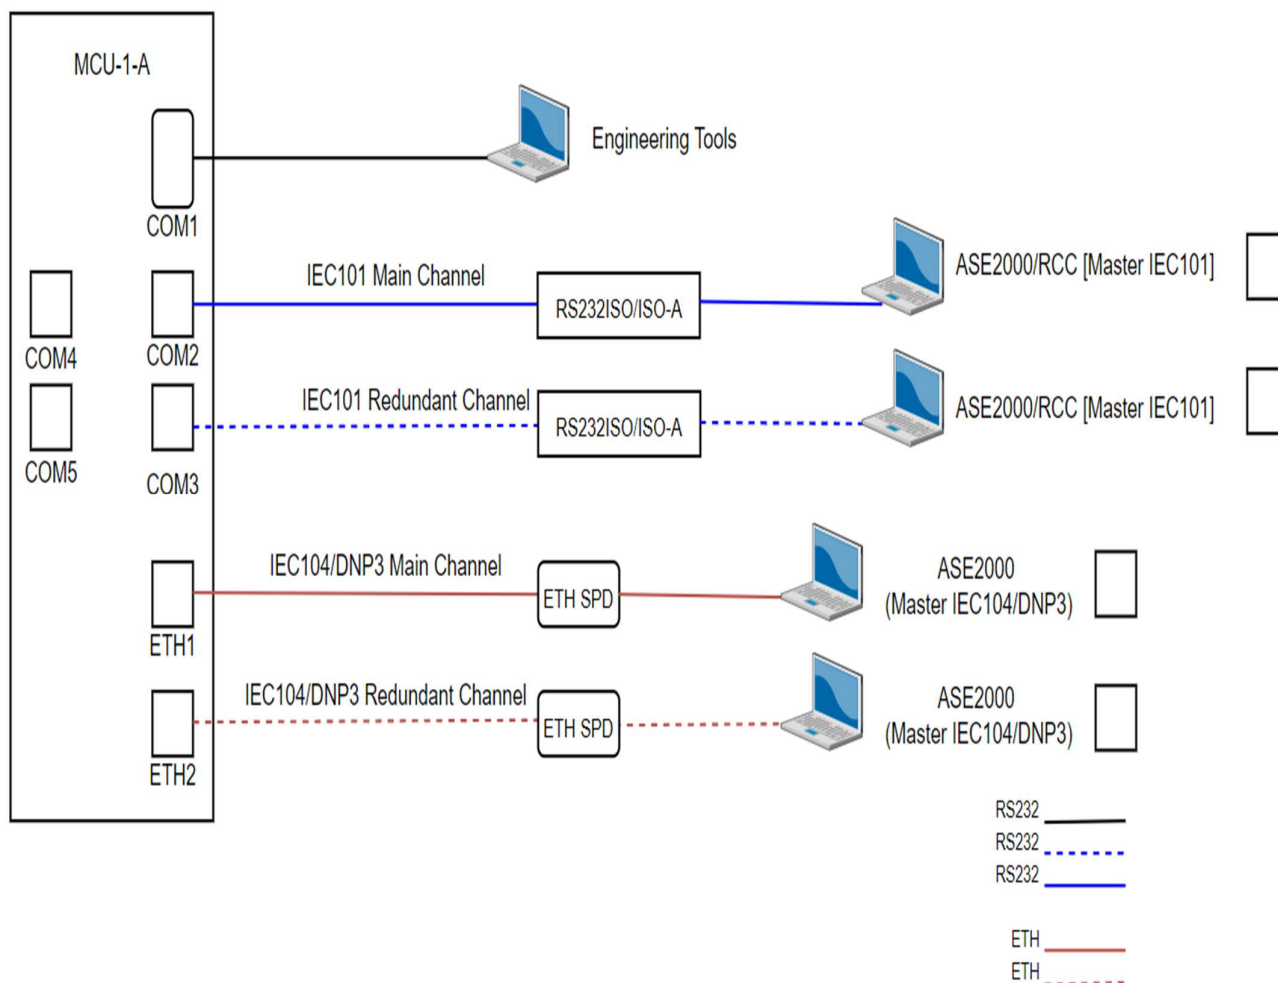 MCU-1-A
Engineering Tools
COM1
IEC101 Main Channel
RS232ISO/ISO-A
ASE2000/RCC [Master IEC101]
COM4
COM2
IEC101 Redundant Channel
RS232ISO/ISO-A
ASE2000/RCC [Master IEC101]
COM5
COM3
IEC104/DNP3 Main Channel
ETH SPD
ASE2000
(Master IEC104/DNP3)
ETH1
IEC104/DNP3 Redundant Channel
ETH SPD
ASE2000
(Master IEC104/DNP3)
ETH2
RS232
RS232
RS232
ETH
ETH